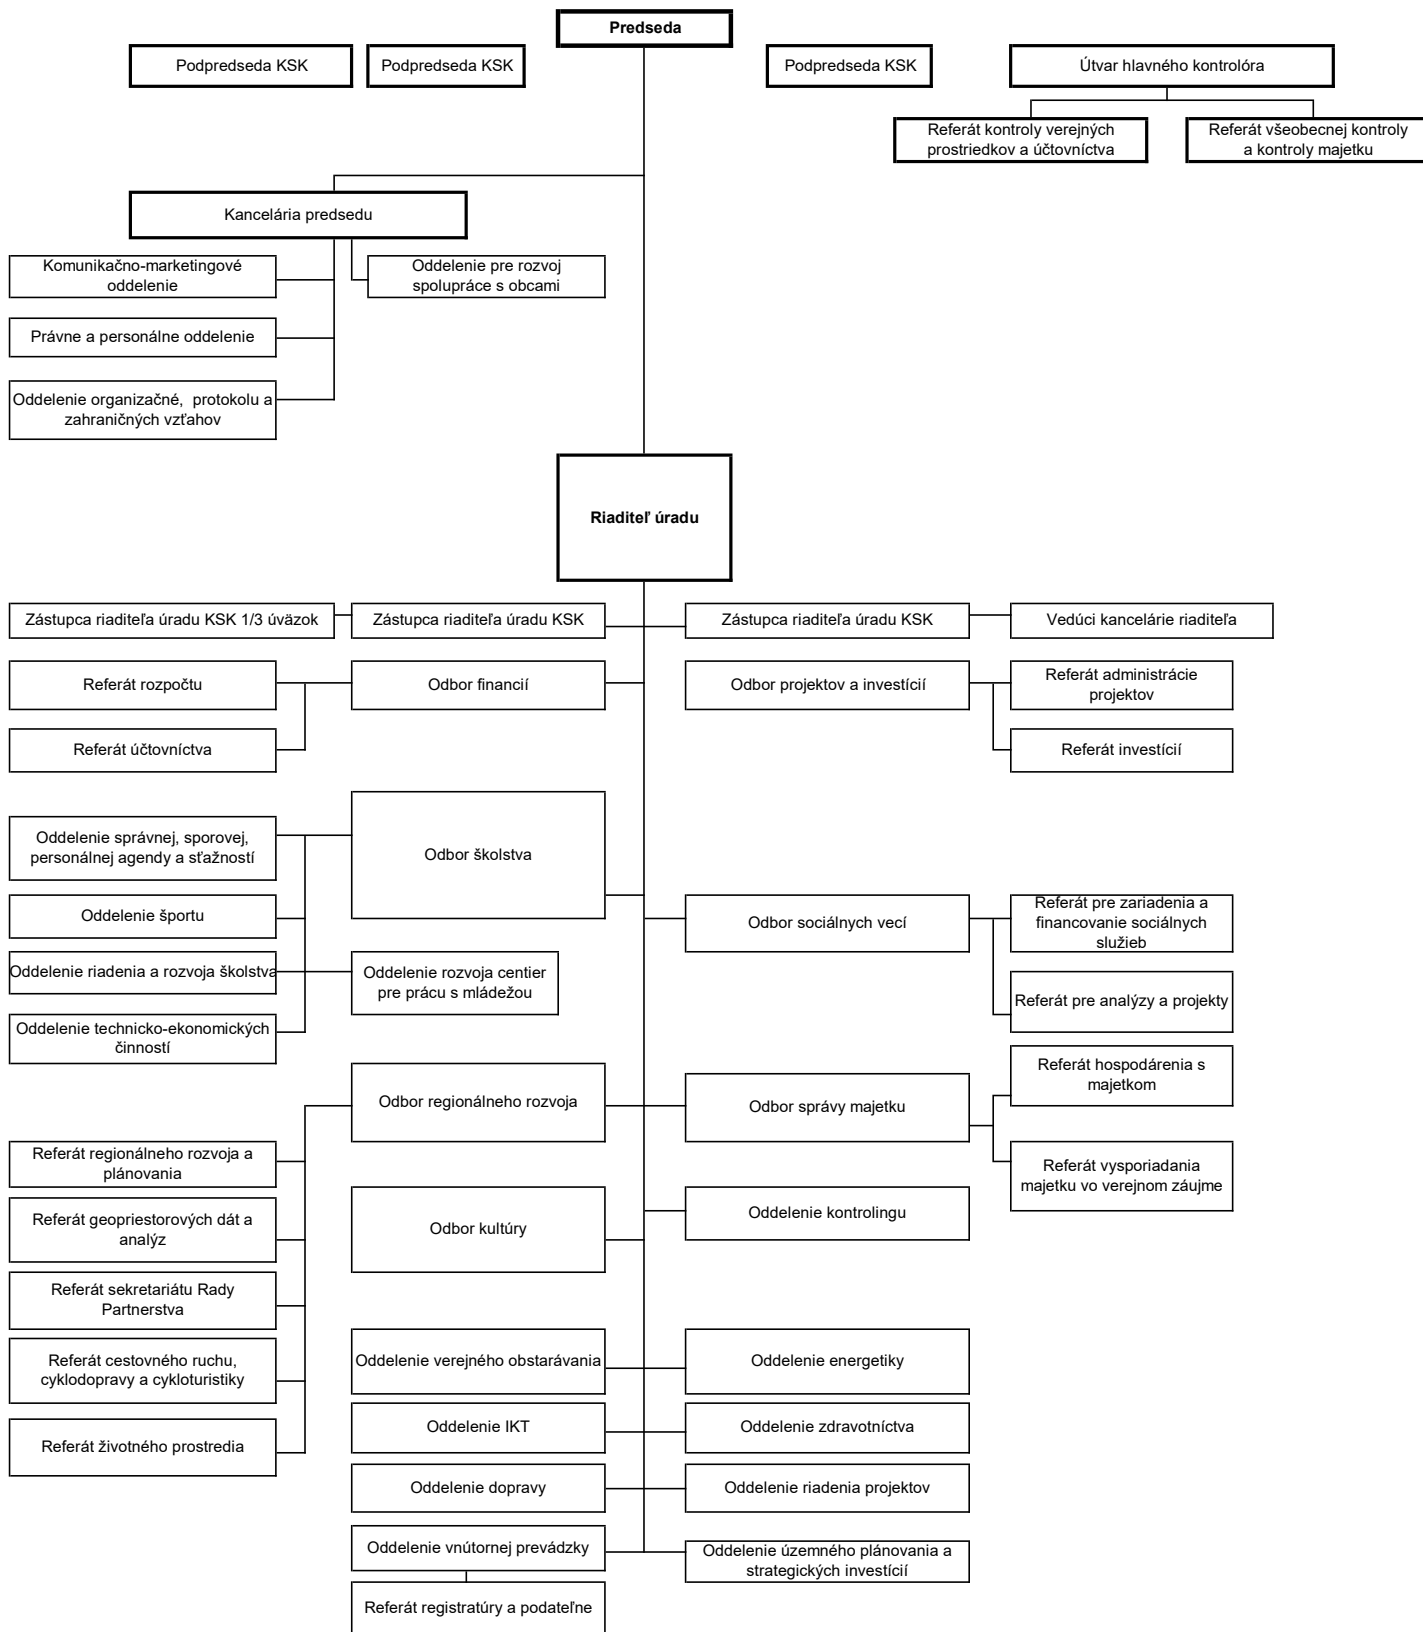 Predseda
Podpredseda KSK
Podpredseda KSK
Podpredseda KSK
Útvar hlavného kontrolóra
Referát kontroly verejných
prostriedkov a účtovníctva
Referát všeobecnej kontroly
a kontroly majetku
Kancelária predsedu
Komunikačno-marketingové
oddelenie
Oddelenie pre rozvoj
spolupráce s obcami
Právne a personálne oddelenie
Oddelenie organizačné, protokolu a
zahraničných vzťahov
Riaditeľ úradu
Zástupca riaditeľa úradu KSK 1/3 úväzok
Zástupca riaditeľa úradu KSK
Zástupca riaditeľa úradu KSK
Vedúci kancelárie riaditeľa
Referát rozpočtu
Odbor financií
Odbor projektov a investícií
Referát administrácie
projektov
Referát účtovníctva
Referát investícií
Oddelenie správnej, sporovej,
personálnej agendy a sťažností
Odbor školstva
Oddelenie športu
Odbor sociálnych vecí
Referát pre zariadenia a
financovanie sociálnych
služieb
Oddelenie riadenia a rozvoja školstva
Oddelenie rozvoja centier
pre prácu s mládežou
Referát pre analýzy a projekty
Oddelenie technicko-ekonomických
činností
Odbor regionálneho rozvoja
Odbor správy majetku
Referát hospodárenia s
majetkom
Referát regionálneho rozvoja a
plánovania
Referát vysporiadania
majetku vo verejnom záujme
Referát geopriestorových dát a
analýz
Odbor kultúry
Oddelenie kontrolingu
Referát sekretariátu Rady
Partnerstva
Referát cestovného ruchu,
cyklodopravy a cykloturistiky
Oddelenie verejného obstarávania
Oddelenie energetiky
Referát životného prostredia
Oddelenie IKT
Oddelenie zdravotníctva
Oddelenie dopravy
Oddelenie riadenia projektov
Oddelenie vnútornej prevádzky
Oddelenie územného plánovania a
strategických investícií
Referát registratúry a podateľne